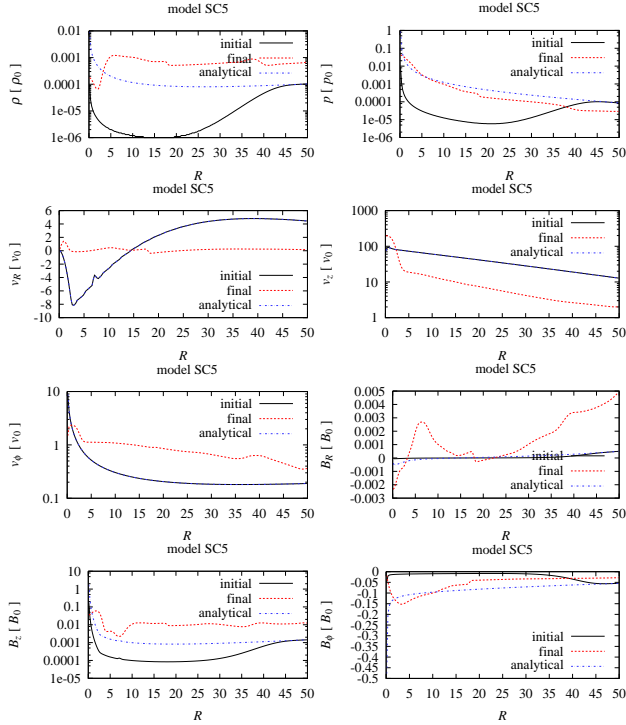 model SC5
0.01
0.001
0.0001
1e-05
1e-06
ρ [ ρ0 ]
initial
final
analytical
0 5 10 15 20 25 30 35 40 45 50
R
model SC5
1
0.1
0.01
0.001
0.0001
1e-05
1e-06
p [ p0 ]
initial
final
analytical
0 5 10 15 20 25 30 35 40 45 50
R
model SC5
6
4
2
0
-2
-4
-6
-8
-10
vR [ v0 ]
initial
final
analytical
0 5 10 15 20 25 30 35 40 45 50
R
model SC5
1000
100
10
1
vz [ v0 ]
initial
final
analytical
0 5 10 15 20 25 30 35 40 45 50
R
model SC5
10
1
0.1
vϕ [ v0 ]
initial
final
analytical
0 5 10 15 20 25 30 35 40 45 50
R
model SC5
0.005
0.004
0.003
0.002
0.001
0
-0.001
-0.002
-0.003
BR [ B0 ]
initial
final
analytical
0 5 10 15 20 25 30 35 40 45 50
R
model SC5
10
1
0.1
0.01
0.001
0.0001
1e-05
Bz [ B0 ]
initial
final
analytical
0 5 10 15 20 25 30 35 40 45 50
R
model SC5
0
-0.05
-0.1
-0.15
-0.2
-0.25
-0.3
-0.35
-0.4
-0.45
-0.5
Bϕ [ B0 ]
initial
final
analytical
0 5 10 15 20 25 30 35 40 45 50
R